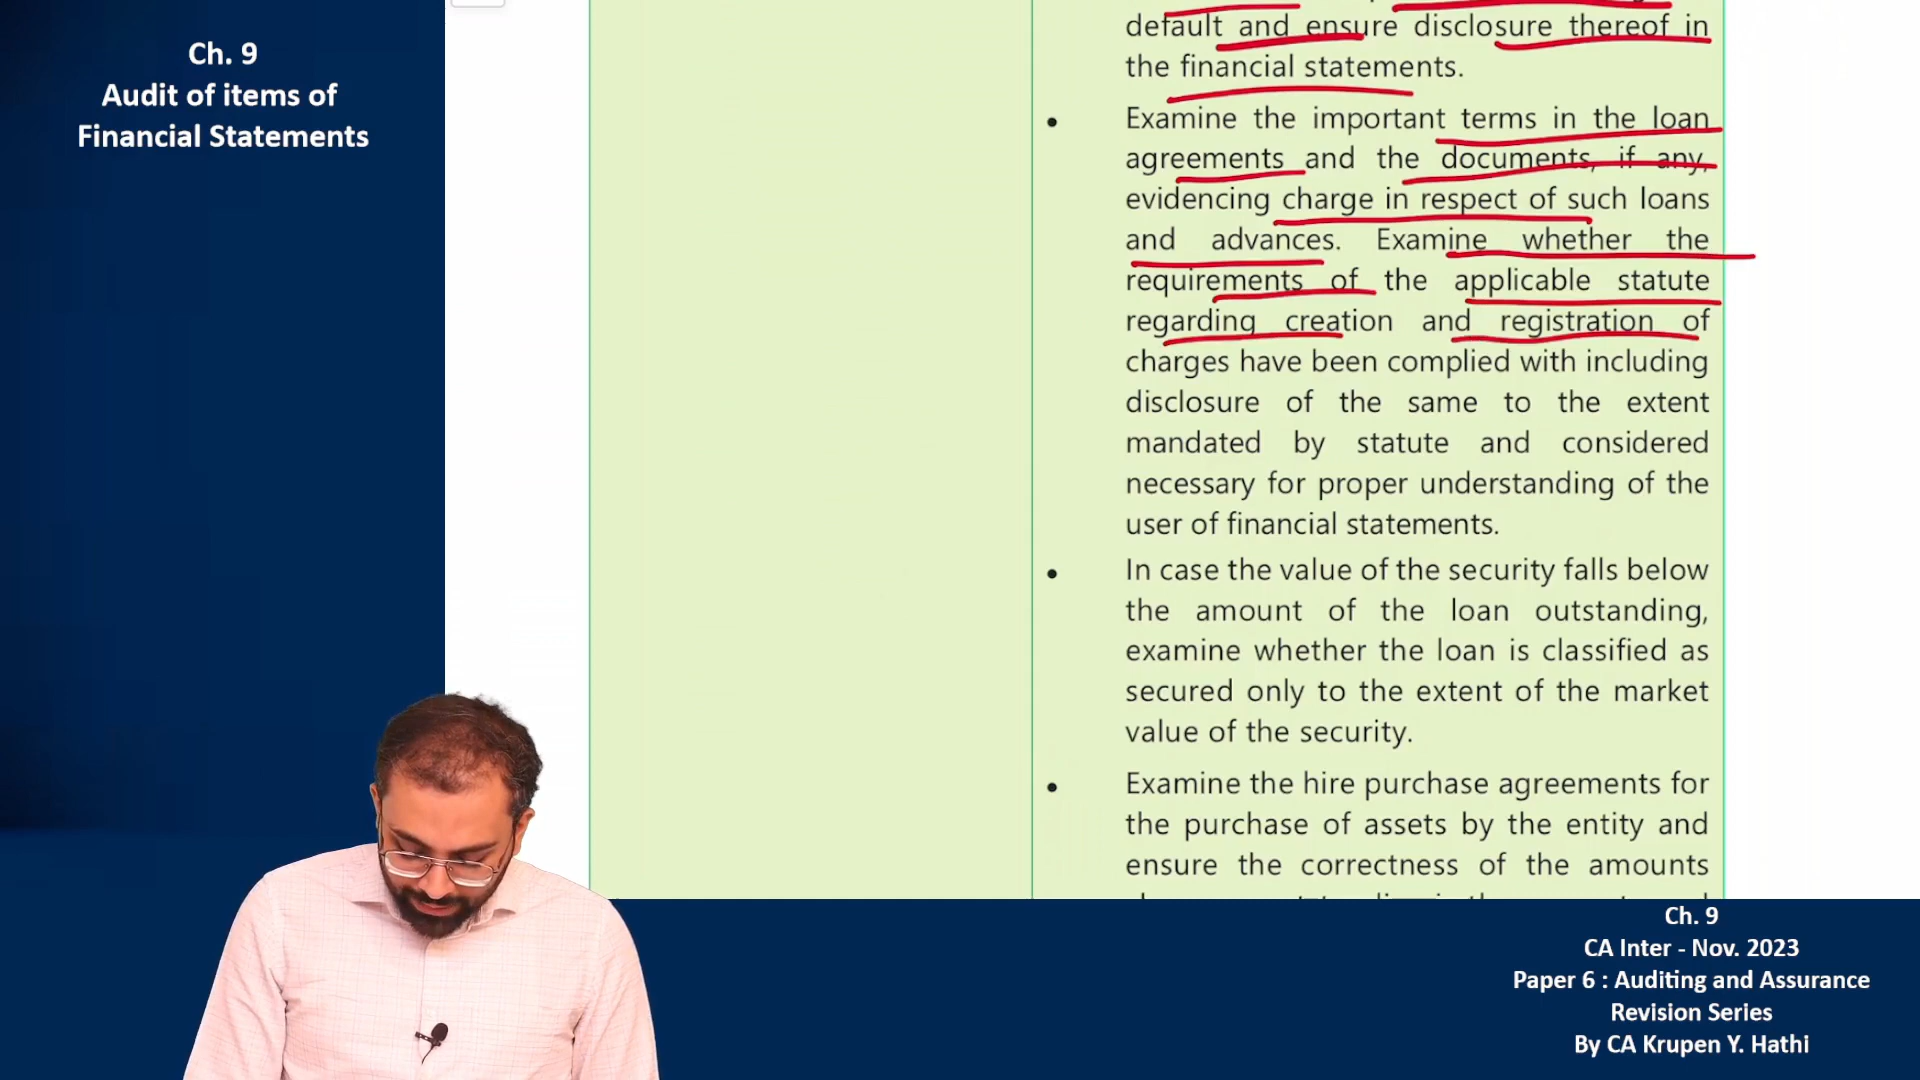 Ch. 9
Audit of items of
Financial Statements
default and ensure disclosure thereof in
the financial statements.
• Examine the important terms in the loan
agreements and the documents, if any,
evidencing charge in respect of such loans
and advances. Examine whether the
requirements of the applicable statute
regarding creation and registration of
charges have been complied with including
disclosure of the same to the extent
mandated by statute and considered
necessary for proper understanding of the
user of financial statements.
• In case the value of the security falls below
the amount of the loan outstanding,
examine whether the loan is classified as
secured only to the extent of the market
value of the security.
• Examine the hire purchase agreements for
the purchase of assets by the entity and
ensure the correctness of the amounts
Ch. 9
CA Inter - Nov. 2023
Paper 6 : Auditing and Assurance
Revision Series
By CA Krupen Y. Hathi